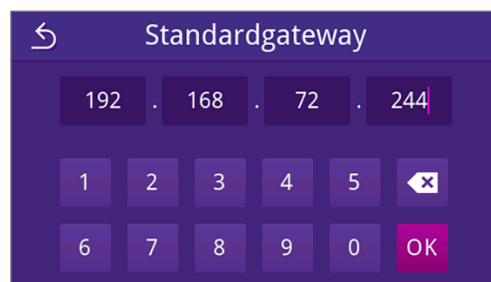 Standardgateway
192 . 168 . 72 . 244
1 2 3 4 5
6 7 8 9 0 OK